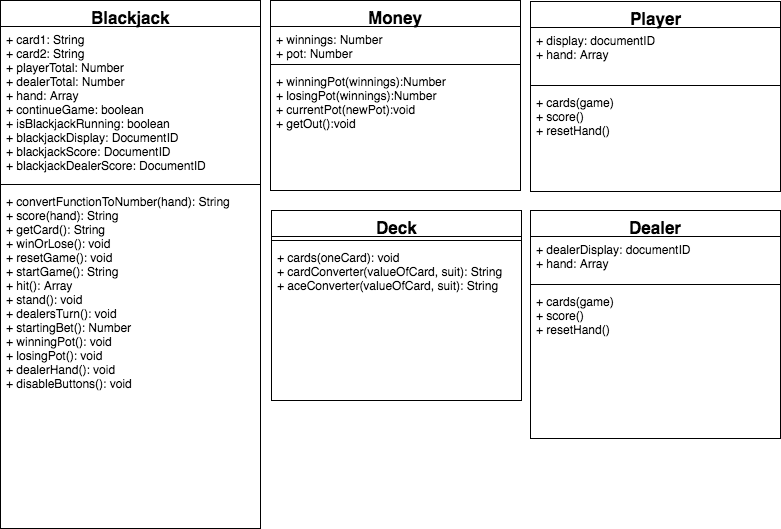 Blackjack
+ card1: String
+ card2: String
+ playerTotal: Number
+ dealerTotal: Number
+ hand: Array
+ continueGame: boolean
+ isBlackjackRunning: boolean
+ blackjackDisplay: DocumentID
+ blackjackScore: DocumentID
+ blackjackDealerScore: DocumentID
+ convertFunctionToNumber(hand): String
+ score(hand): String
+ getCard(): String
+ winOrLose(): void
+ resetGame(): void
+ startGame(): String
+ hit(): Array
+ stand(): void
+ dealersTurn(): void
+ startingBet(): Number
+ winningPot(): void
+ losingPot(): void
+ dealerHand(): void
+ disableButtons(): void
Money
+ winnings: Number
+ pot: Number
+ winningPot(winnings):Number
+ losingPot(winnings):Number
+ currentPot(newPot):void
+ getOut():void
Player
+ display: documentID
+ hand: Array
+ cards(game)
+ score()
+ resetHand()
Deck
+ cards(oneCard): void
+ cardConverter(valueOfCard, suit): String
+ aceConverter(valueOfCard, suit): String
Dealer
+ dealerDisplay: documentID
+ hand: Array
+ cards(game)
+ score()
+ resetHand()